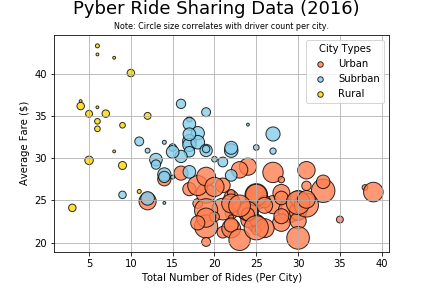 Pyber Ride Sharing Data (2016)
Note: Circle size correlates with driver count per city.
City Types
Urban
Subrban
Rural
40
35
30
25
20
Average Fare ($)
5 10 15 20 25 30 35 40
Total Number of Rides (Per City)